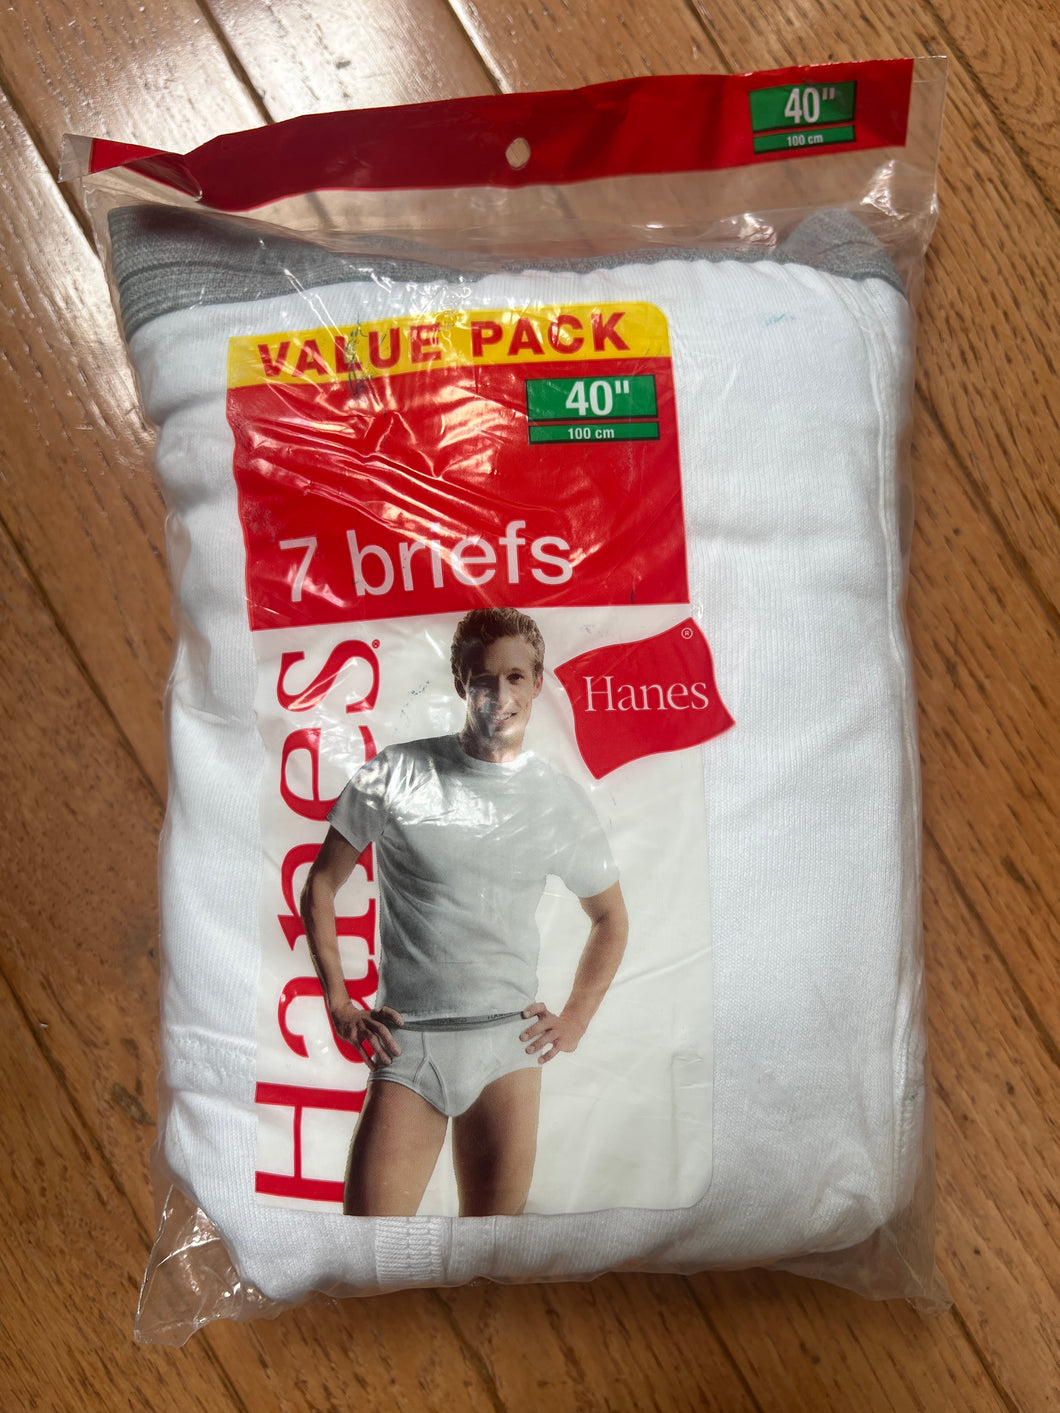 40"
100 cm
VALUE PACK
40"
100 cm
7 briefs
Hanes®
Hanes®